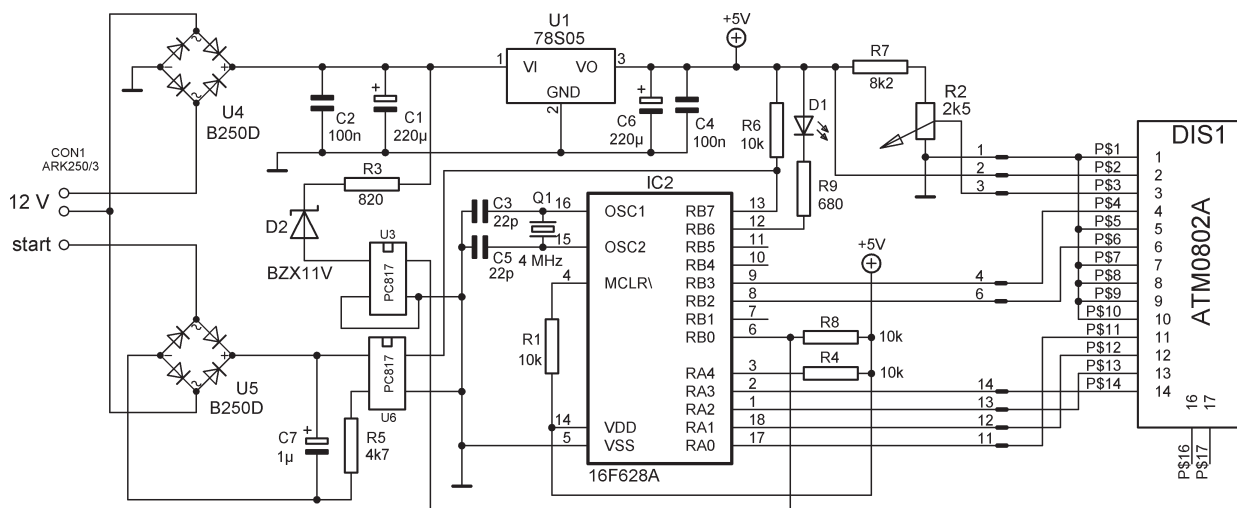 U4
B250D
CON1
ARK250/3
12 V
start
U5
B250D
C2
100n
+
C1
220µ
R3
820
D2
BZX11V
U3
PC817
PC817
U6
+
C7
1µ
R5
4k7
U1
78S05
1
VI
VO
3
GND
2
+
C6
220µ
C4
100n
+5V
R6
10k
D1
R9
680
R7
8k2
R2
2k5
C3
22p
C5
22p
Q1
4 MHz
R1
10k
IC2
16F628A
16
OSC1
15
OSC2
4
MCLR\
14
VDD
5
VSS
RB7
13
RB6
12
RB5
11
RB4
10
RB3
9
RB2
8
RB1
7
RB0
6
RA4
3
RA3
2
RA2
1
RA1
18
RA0
17
+5V
R8
10k
R4
10k
1
2
3
4
6
14
13
12
11
P$1
P$2
P$3
P$4
P$5
P$6
P$7
P$8
P$9
P$10
P$11
P$12
P$13
P$14
DIS1
1
2
3
4
5
6
7
8
9
10
11
12
13
14
ATM0802A
16
17
P$16
P$17
~
~
−
+
~
~
−
+